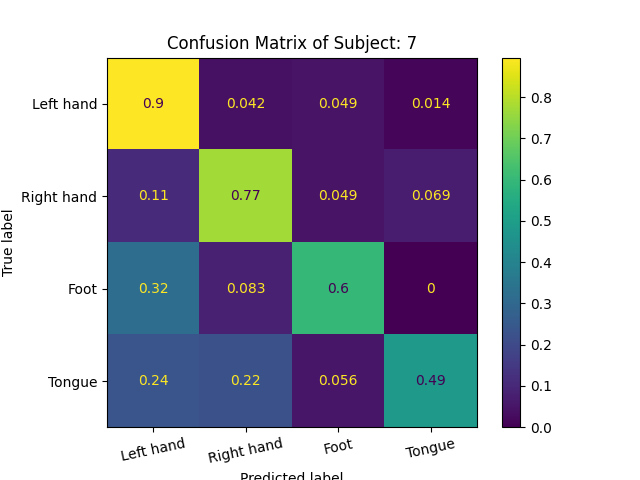 Confusion Matrix of Subject: 7
True label
Left hand 0.9 0.042 0.049 0.014
Right hand 0.11 0.77 0.049 0.069
Foot 0.32 0.083 0.6 0
Tongue 0.24 0.22 0.056 0.49
Left hand Right hand Foot Tongue
Predicted label
0.8
0.7
0.6
0.5
0.4
0.3
0.2
0.1
0.0